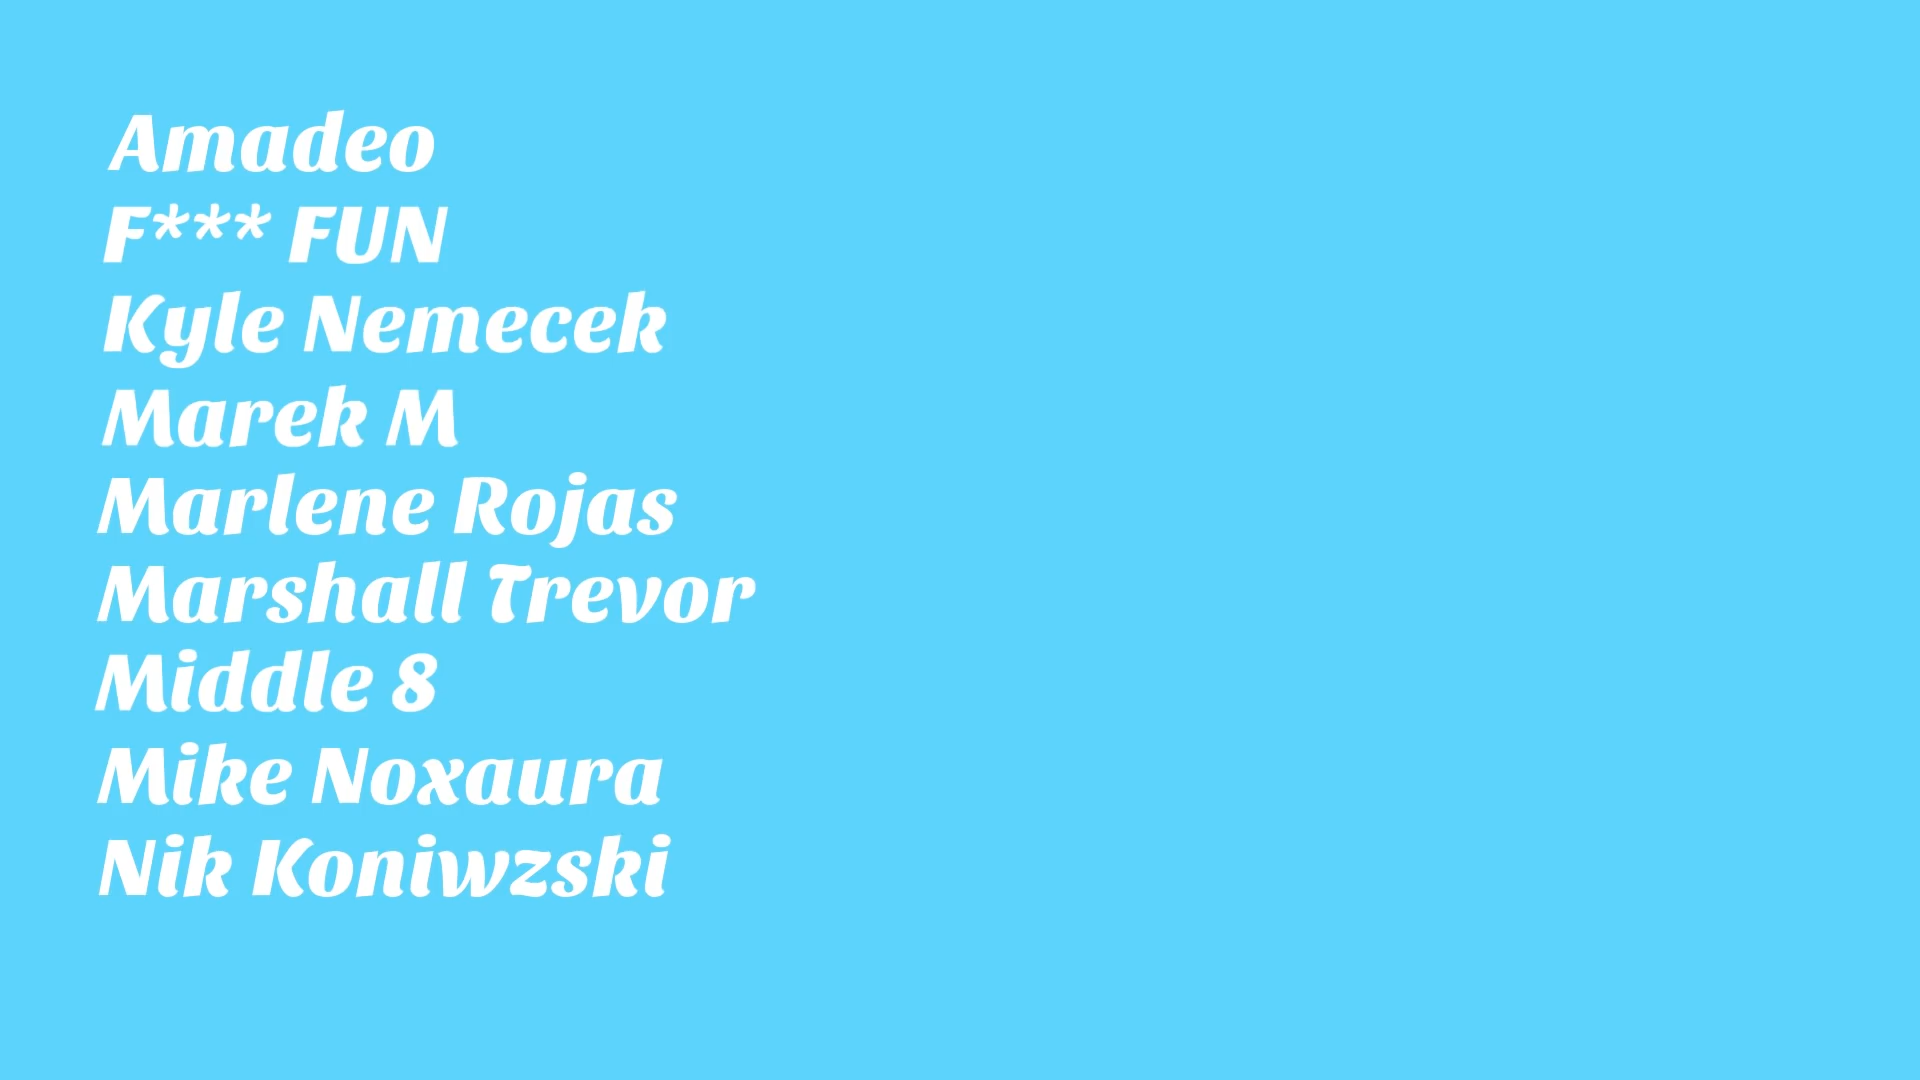 Amadeo
F*** FUN
Kyle Nemecek
Marek M
Marlene Rojas
Marshall Trevor
Middle 8
Mike Noxaura
Nik Koniwzski